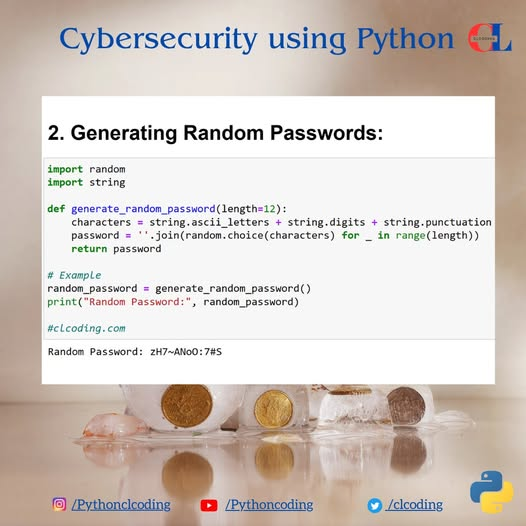 Cybersecurity using Python CL
CLCODING
2. Generating Random Passwords:
import random
import string
def generate_random_password(length=12):
    characters = string.ascii_letters + string.digits + string.punctuation
    password = ''.join(random.choice(characters) for _ in range(length))
    return password
# Example
random_password = generate_random_password()
print("Random Password:", random_password)
#clcoding.com
Random Password: zH7~ANoO:7#S
/Pythonclcoding /Pythoncoding /clcoding